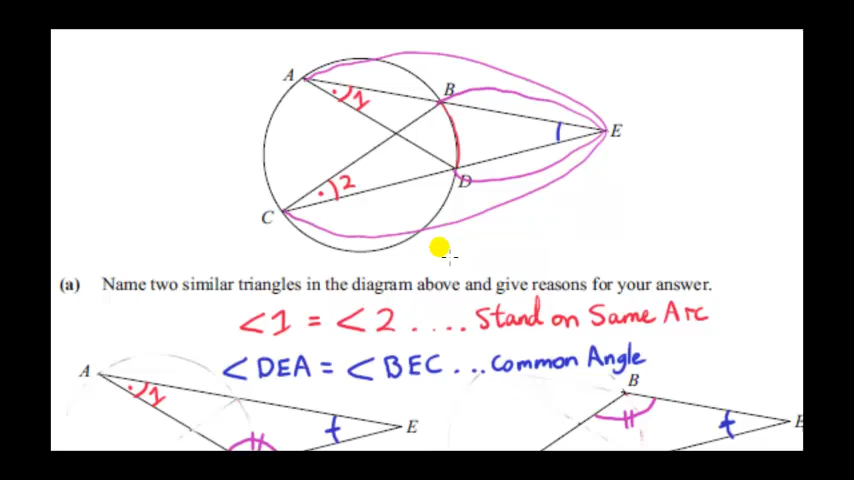 A
B
1
E
2
D
C
(a) Name two similar triangles in the diagram above and give reasons for your answer.
<1 = <2 .... Stand on Same Arc
<DEA = <BEC ... Common Angle
A
B
1
E
E